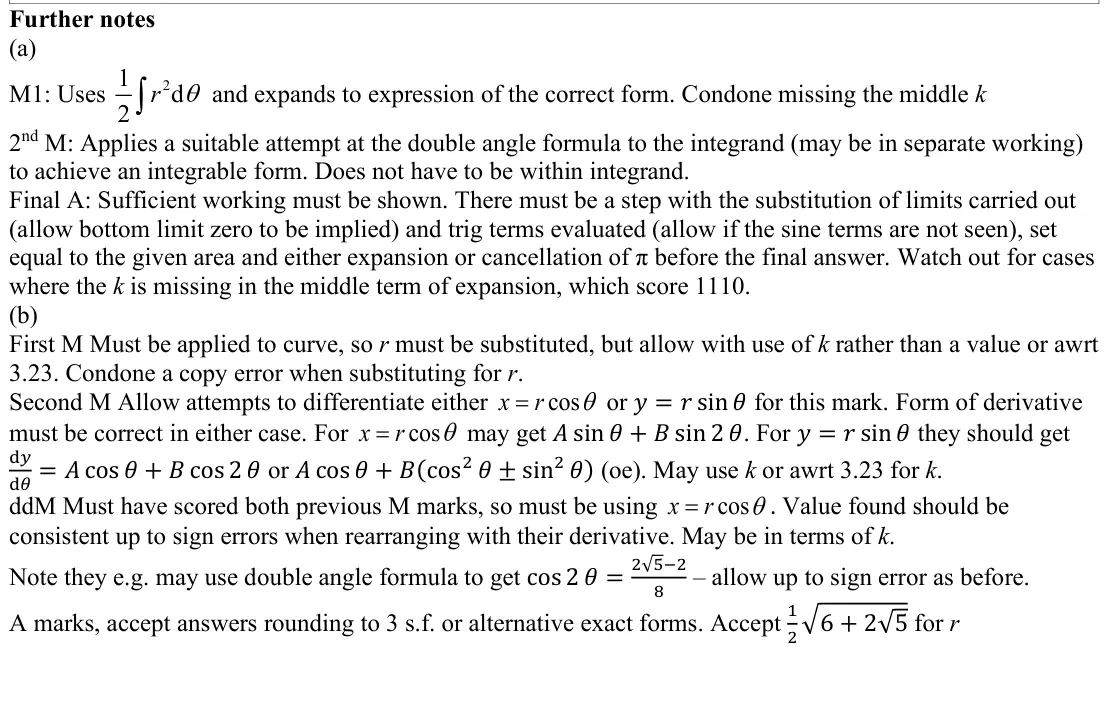 Further notes
(a)
M1: Uses 1/2 ∫ r²dθ and expands to expression of the correct form. Condone missing the middle k
2nd M: Applies a suitable attempt at the double angle formula to the integrand (may be in separate working)
to achieve an integrable form. Does not have to be within integrand.
Final A: Sufficient working must be shown. There must be a step with the substitution of limits carried out
(allow bottom limit zero to be implied) and trig terms evaluated (allow if the sine terms are not seen), set
equal to the given area and either expansion or cancellation of π before the final answer. Watch out for cases
where the k is missing in the middle term of expansion, which score 1110.
(b)
First M Must be applied to curve, so r must be substituted, but allow with use of k rather than a value or awrt
3.23. Condone a copy error when substituting for r.
Second M Allow attempts to differentiate either x = r cos θ or y = r sin θ for this mark. Form of derivative
must be correct in either case. For x = r cos θ may get A sin θ + B sin 2 θ. For y = r sin θ they should get
dy/dθ = A cos θ + B cos 2 θ or A cos θ + B(cos² θ ± sin² θ) (oe). May use k or awrt 3.23 for k.
ddM Must have scored both previous M marks, so must be using x = r cos θ. Value found should be
consistent up to sign errors when rearranging with their derivative. May be in terms of k.
Note they e.g. may use double angle formula to get cos 2 θ = (2√5−2)/8 – allow up to sign error as before.
A marks, accept answers rounding to 3 s.f. or alternative exact forms. Accept 1/2 √(6 + 2√5) for r